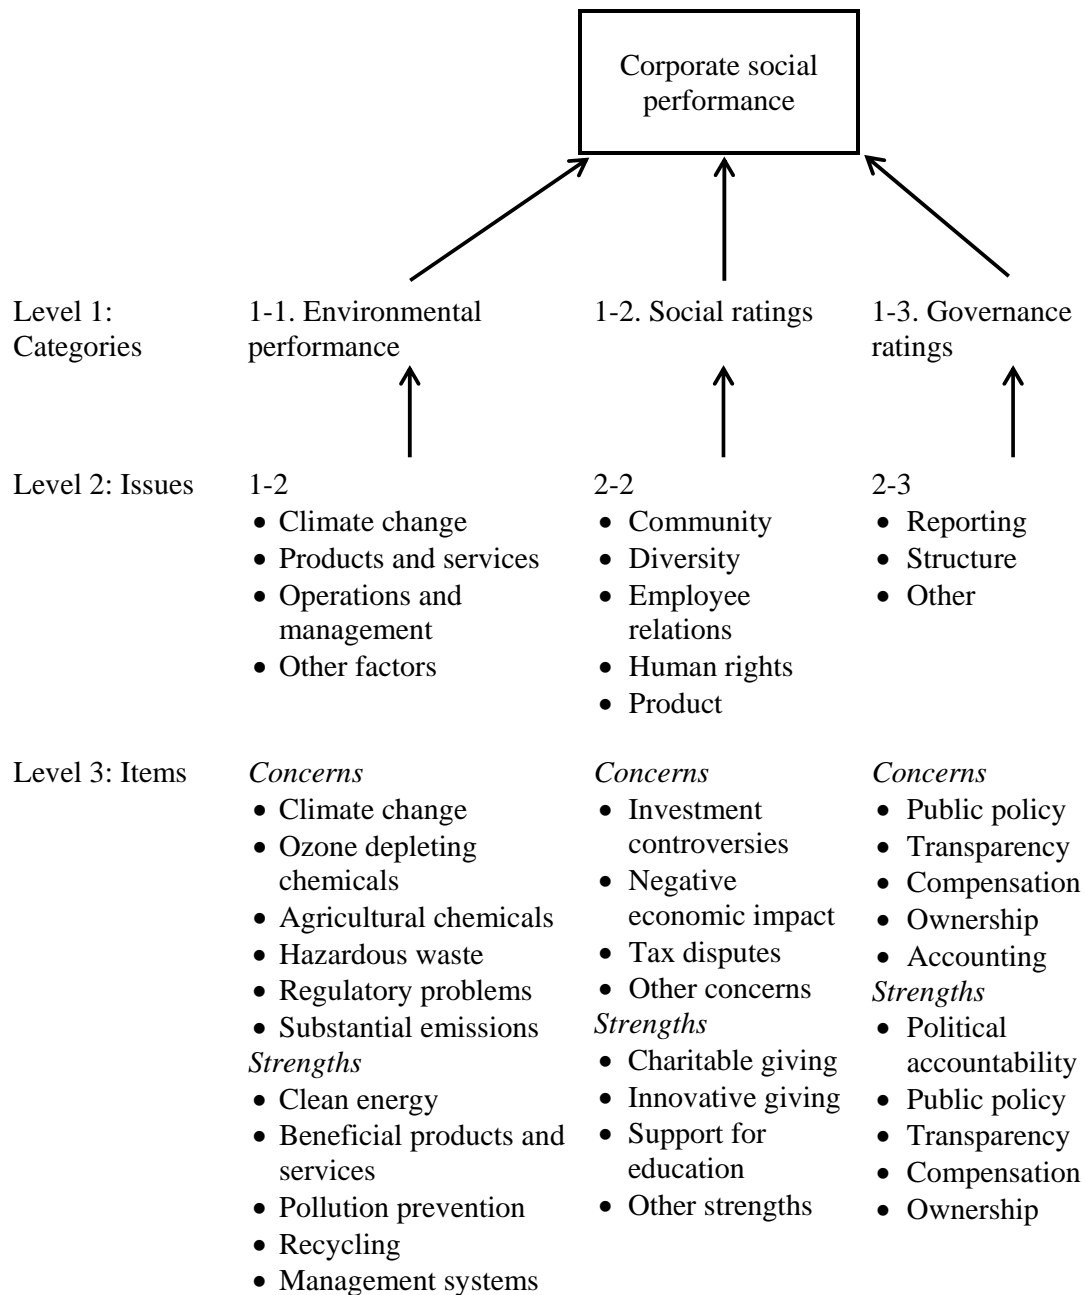 Corporate social
performance
Level 1:
Categories
1-1. Environmental
performance
1-2. Social ratings
1-3. Governance
ratings
Level 2: Issues
1-2
• Climate change
• Products and services
• Operations and
management
• Other factors
2-2
• Community
• Diversity
• Employee
relations
• Human rights
• Product
2-3
• Reporting
• Structure
• Other
Level 3: Items
Concerns
• Climate change
• Ozone depleting
chemicals
• Agricultural chemicals
• Hazardous waste
• Regulatory problems
• Substantial emissions
Strengths
• Clean energy
• Beneficial products and
services
• Pollution prevention
• Recycling
• Management systems
Concerns
• Investment
controversies
• Negative
economic impact
• Tax disputes
• Other concerns
Strengths
• Charitable giving
• Innovative giving
• Support for
education
• Other strengths
Concerns
• Public policy
• Transparency
• Compensation
• Ownership
• Accounting
Strengths
• Political
accountability
• Public policy
• Transparency
• Compensation
• Ownership